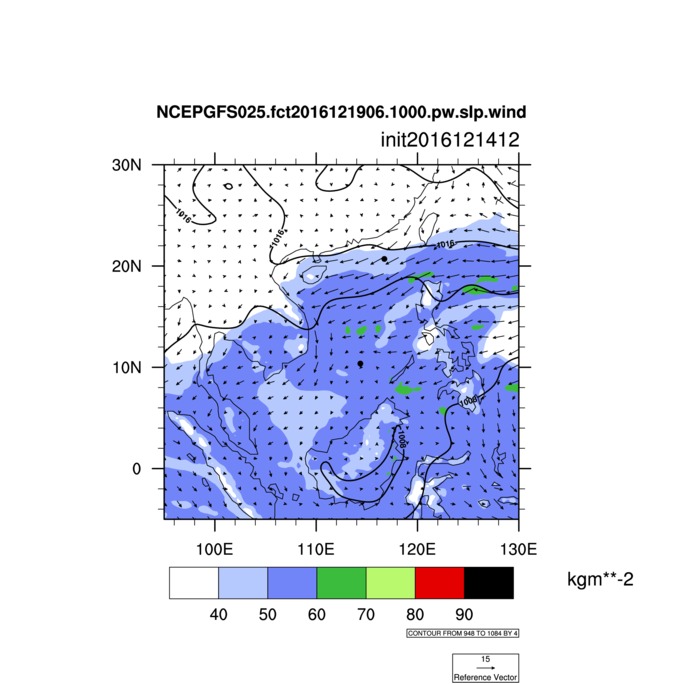 NCEPGFS025.fct2016121906.1000.pw.slp.wind
init2016121412
30N
20N
10N
0
1016
1016
1016
1008
1008
100E
110E
120E
130E
kgm**-2
40
50
60
70
80
90
CONTOUR FROM 948 TO 1084 BY 4
15
Reference Vector